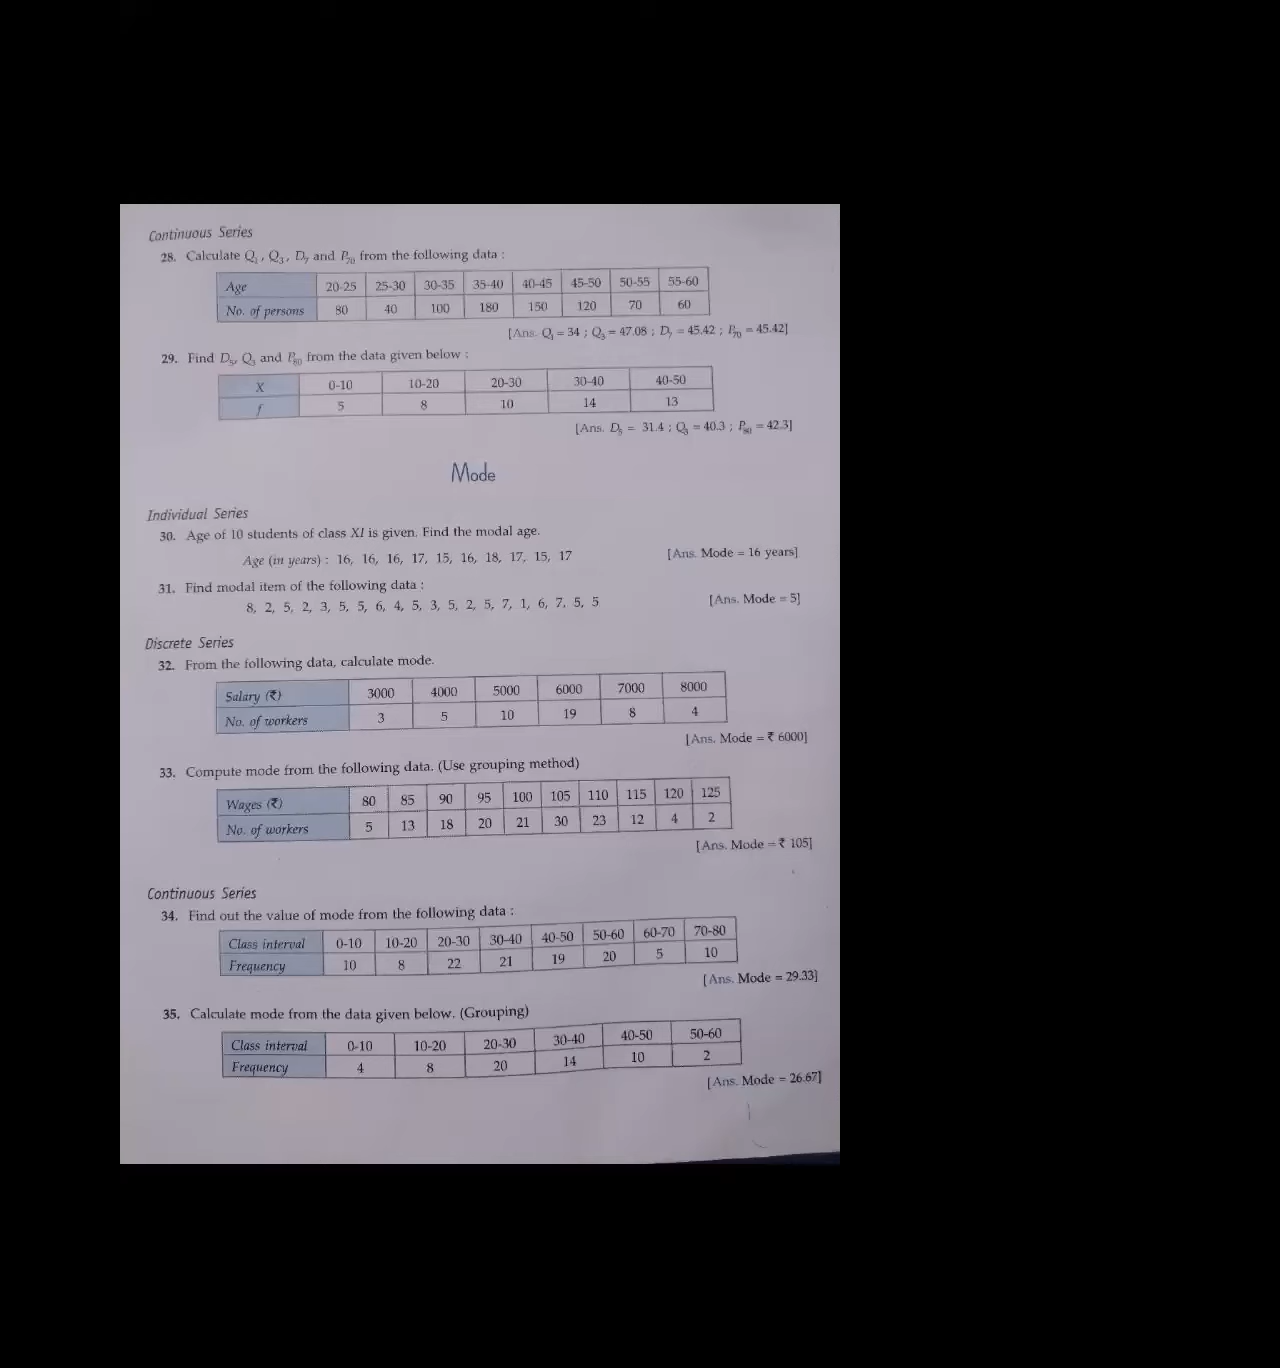 Continuous Series
28. Calculate Q₁, Q₃, D₇ and P₇₀ from the following data :
Age 20-25 25-30 30-35 35-40 40-45 45-50 50-55 55-60
No. of persons 80 40 100 180 150 120 70 60
[Ans. Q₁ = 34 ; Q₃ = 47.08 ; D₇ = 45.42 ; P₇₀ = 45.42]
29. Find D₅, Q₃ and P₈₀ from the data given below :
X 0-10 10-20 20-30 30-40 40-50
f 5 8 10 14 13
[Ans. D₅ = 31.4 ; Q₃ = 40.3 ; P₈₀ = 42.3]
Mode
Individual Series
30. Age of 10 students of class XI is given. Find the modal age.
Age (in years) : 16, 16, 16, 17, 15, 16, 18, 17, 15, 17 [Ans. Mode = 16 years]
31. Find modal item of the following data :
8, 2, 5, 2, 3, 5, 5, 6, 4, 5, 3, 5, 2, 5, 7, 1, 6, 7, 5, 5 [Ans. Mode = 5]
Discrete Series
32. From the following data, calculate mode.
Salary (₹) 3000 4000 5000 6000 7000 8000
No. of workers 3 5 10 19 8 4
[Ans. Mode = ₹ 6000]
33. Compute mode from the following data. (Use grouping method)
Wages (₹) 80 85 90 95 100 105 110 115 120 125
No. of workers 5 13 18 20 21 30 23 12 4 2
[Ans. Mode = ₹ 105]
Continuous Series
34. Find out the value of mode from the following data :
Class interval 0-10 10-20 20-30 30-40 40-50 50-60 60-70 70-80
Frequency 10 8 22 21 19 20 5 10
[Ans. Mode = 29.33]
35. Calculate mode from the data given below. (Grouping)
Class interval 0-10 10-20 20-30 30-40 40-50 50-60
Frequency 4 8 20 14 10 2
[Ans. Mode = 26.67]